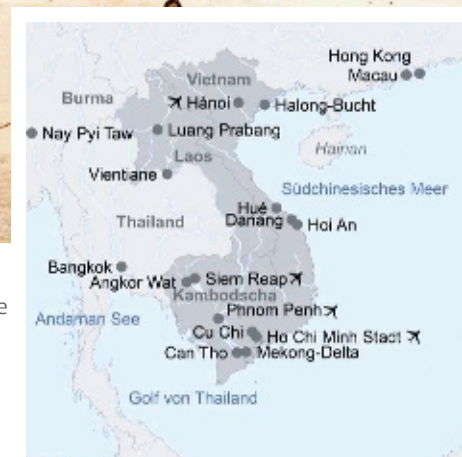 Hong Kong
Macau
Vietnam
Burma
Hánoi
Halong-Bucht
Nay Pyi Taw
Luang Prabang
Hainan
Laos
Vientiane
Südchinesisches Meer
Hué
Danang
Hoi An
Thailand
Bangkok
Siem Reap
Angkor Wat
Kambodscha
e
Phnom Penh
Andaman See
Cu Chi
Ho Chi Minh Stadt
Can Tho
Mekong-Delta
Golf von Thailand